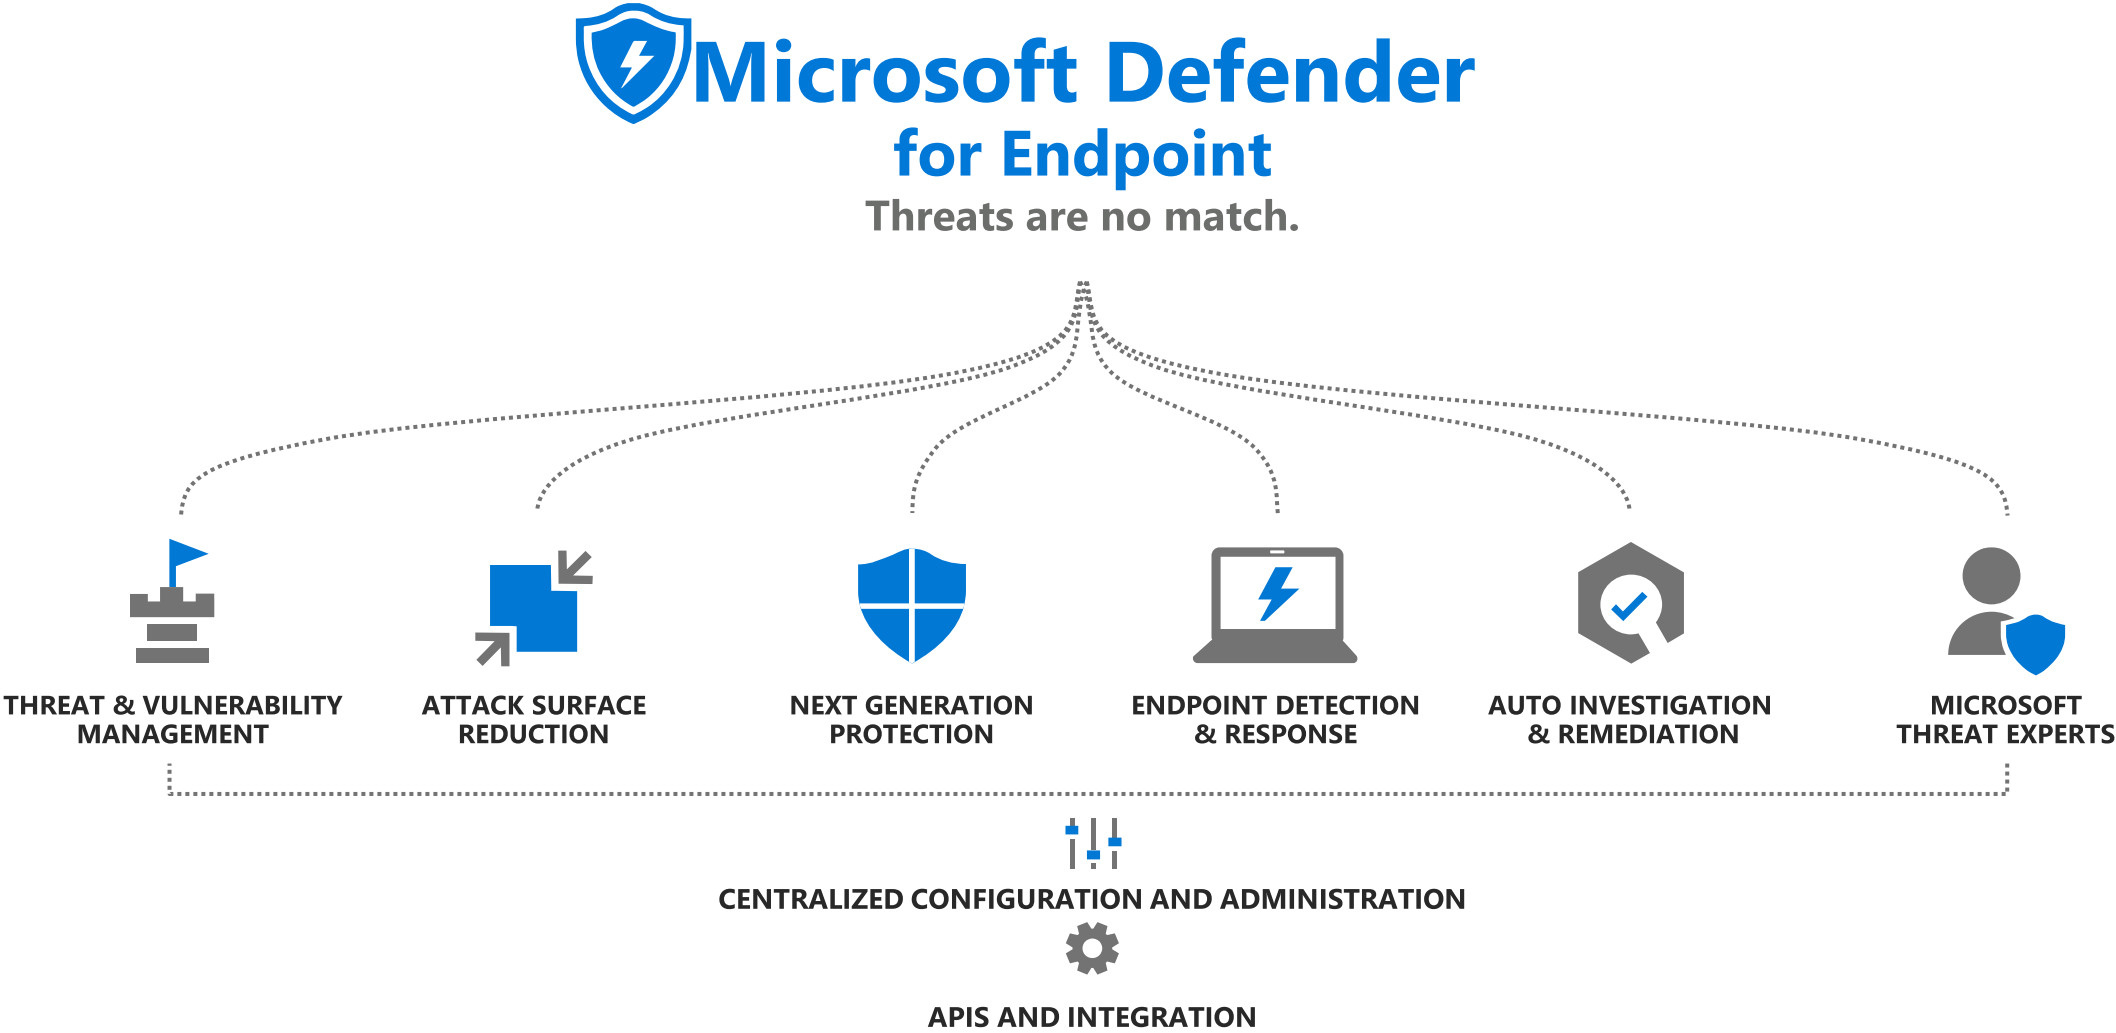 Microsoft Defender
for Endpoint
Threats are no match.
THREAT & VULNERABILITY
MANAGEMENT
ATTACK SURFACE
REDUCTION
NEXT GENERATION
PROTECTION
ENDPOINT DETECTION
& RESPONSE
AUTO INVESTIGATION
& REMEDIATION
MICROSOFT
THREAT EXPERTS
CENTRALIZED CONFIGURATION AND ADMINISTRATION
APIS AND INTEGRATION